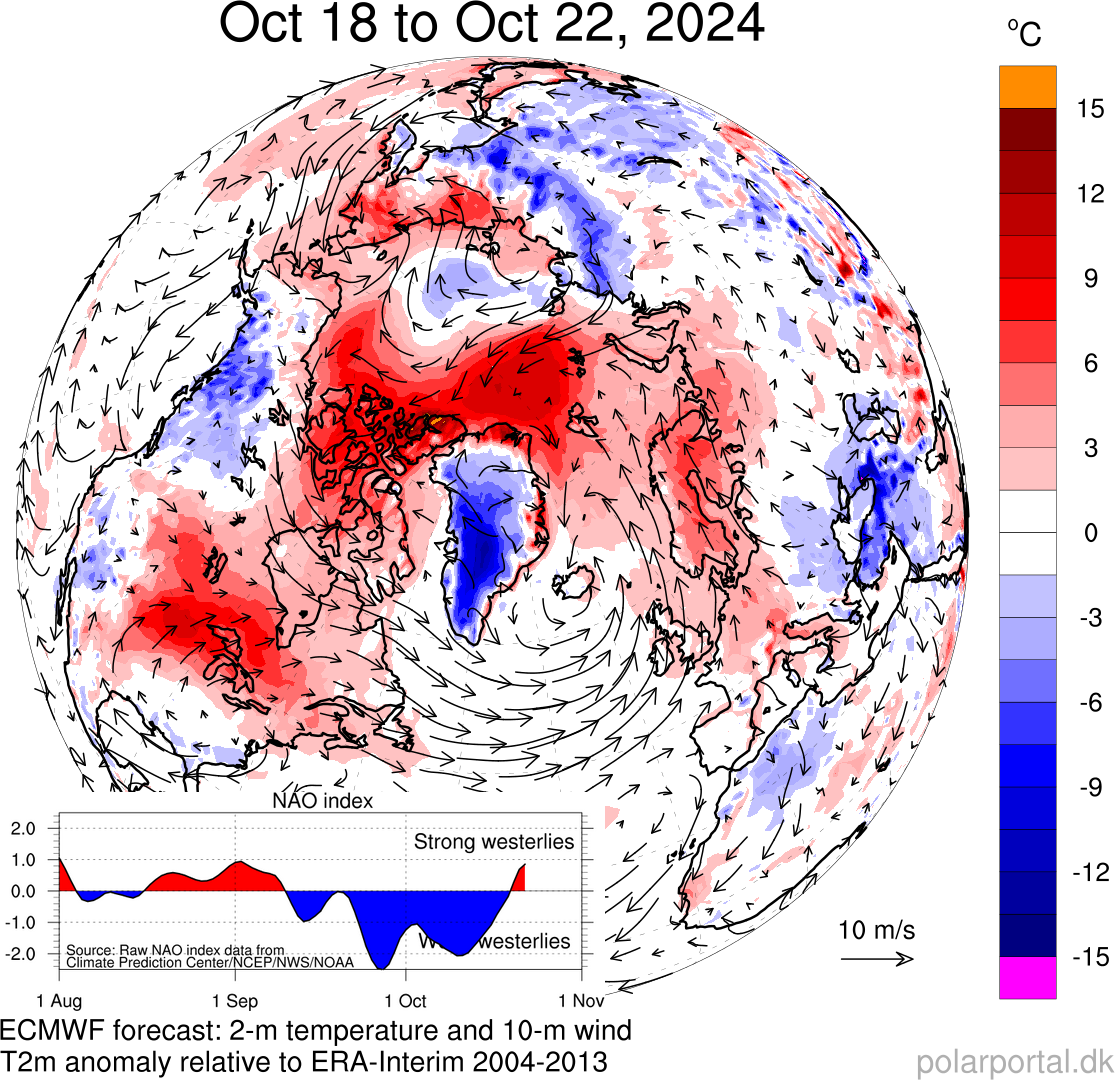 Oct 18 to Oct 22, 2024
°C
15
12
9
6
3
0
-3
-6
-9
-12
-15
10 m/s
NAO index
2.0
1.0
0.0
-1.0
-2.0
Strong westerlies
westerlies
Source: Raw NAO index data from
Climate Prediction Center/NCEP/NWS/NOAA
1 Aug
1 Sep
1 Oct
1 Nov
ECMWF forecast: 2-m temperature and 10-m wind
T2m anomaly relative to ERA-Interim 2004-2013
polarportal.dk